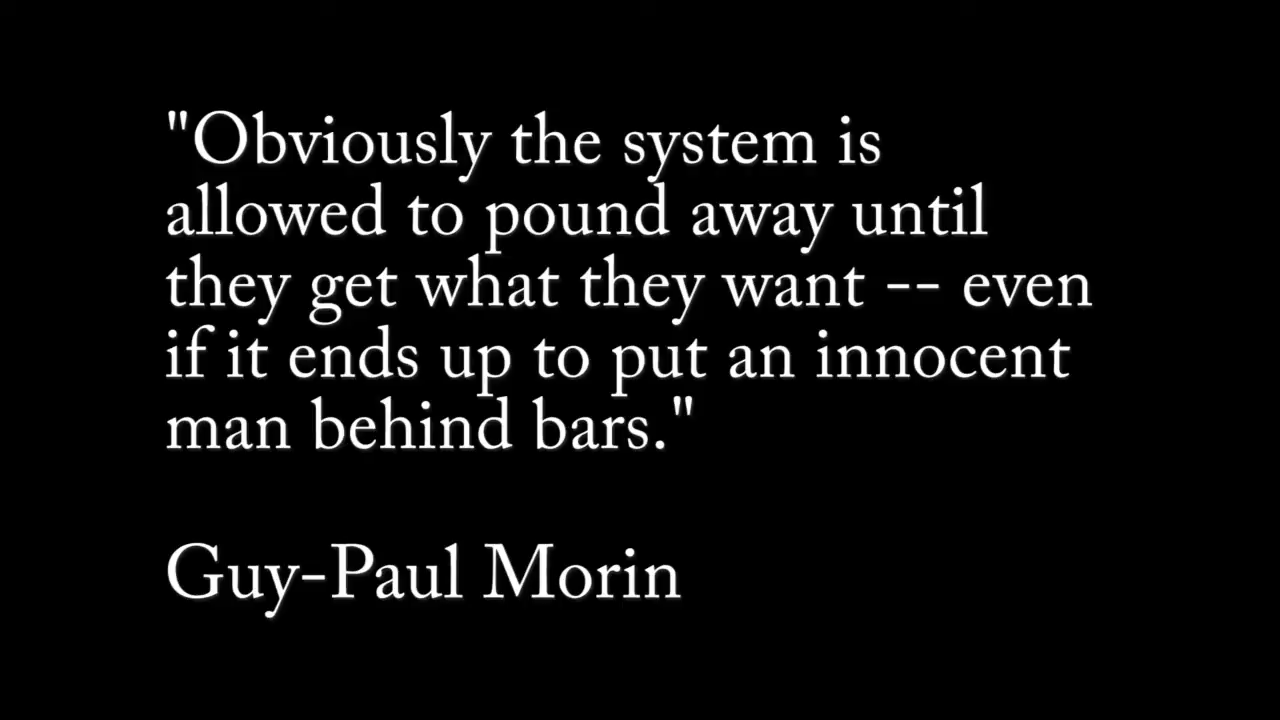 "Obviously the system is
allowed to pound away until
they get what they want -- even
if it ends up to put an innocent
man behind bars."
Guy-Paul Morin